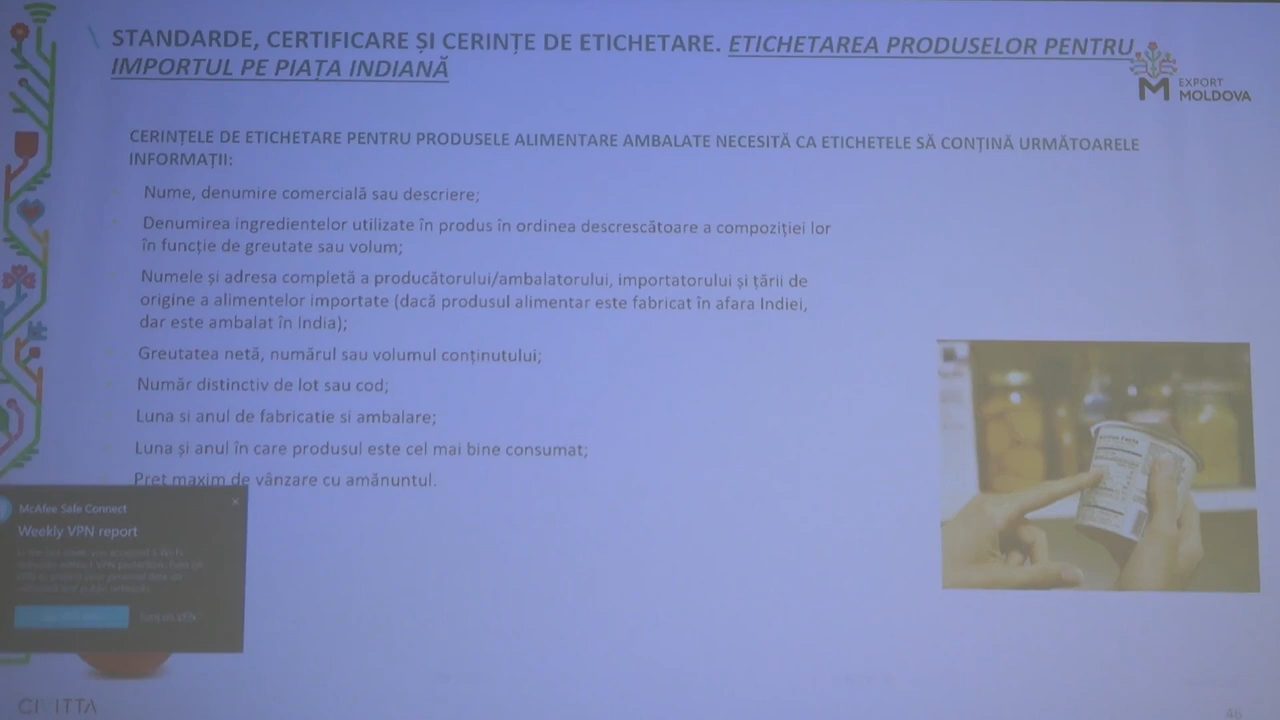 STANDARDE, CERTIFICARE ȘI CERINȚE DE ETICHETARE. ETICHETAREA PRODUSELOR PENTRU
IMPORTUL PE PIAȚA INDIANĂ
EXPORT
MOLDOVA
CERINȚELE DE ETICHETARE PENTRU PRODUSELE ALIMENTARE AMBALATE NECESITĂ CA ETICHETELE SĂ CONȚINĂ URMĂTOARELE
INFORMAȚII:
Nume, denumire comercială sau descriere;
Denumirea ingredientelor utilizate în produs în ordinea descrescătoare a compoziției lor
în funcție de greutate sau volum;
Numele și adresa completă a producătorului/ambalatorului, importatorului și țării de
origine a alimentelor importate (dacă produsul alimentar este fabricat în afara Indiei,
dar este ambalat în India);
Greutatea netă, numărul sau volumul conținutului;
Număr distinctiv de lot sau cod;
Luna si anul de fabricatie si ambalare;
Luna și anul în care produsul este cel mai bine consumat;
Preț maxim de vânzare cu amănuntul.
McAfee Safe Connect
Weekly VPN report
CIVITTA
46